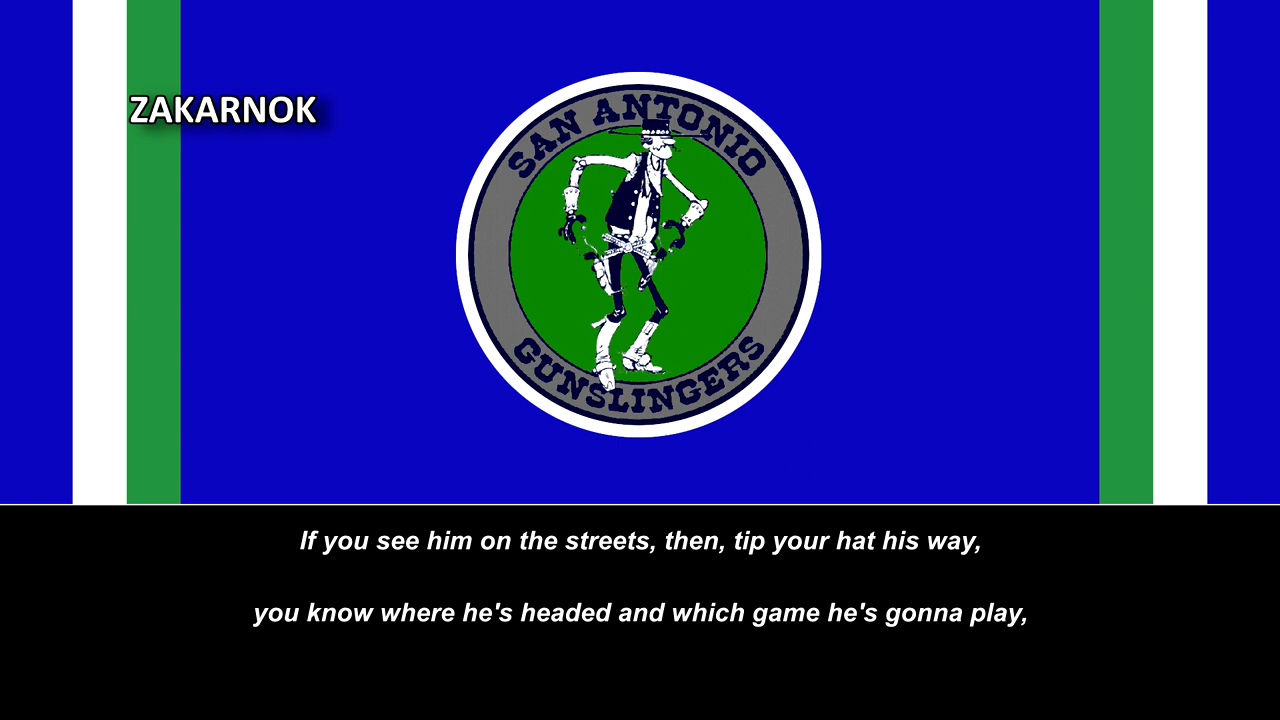 ZAKARNOK
SAN ANTONIO
GUNSLINGERS
If you see him on the streets, then, tip your hat his way,
you know where he's headed and which game he's gonna play,